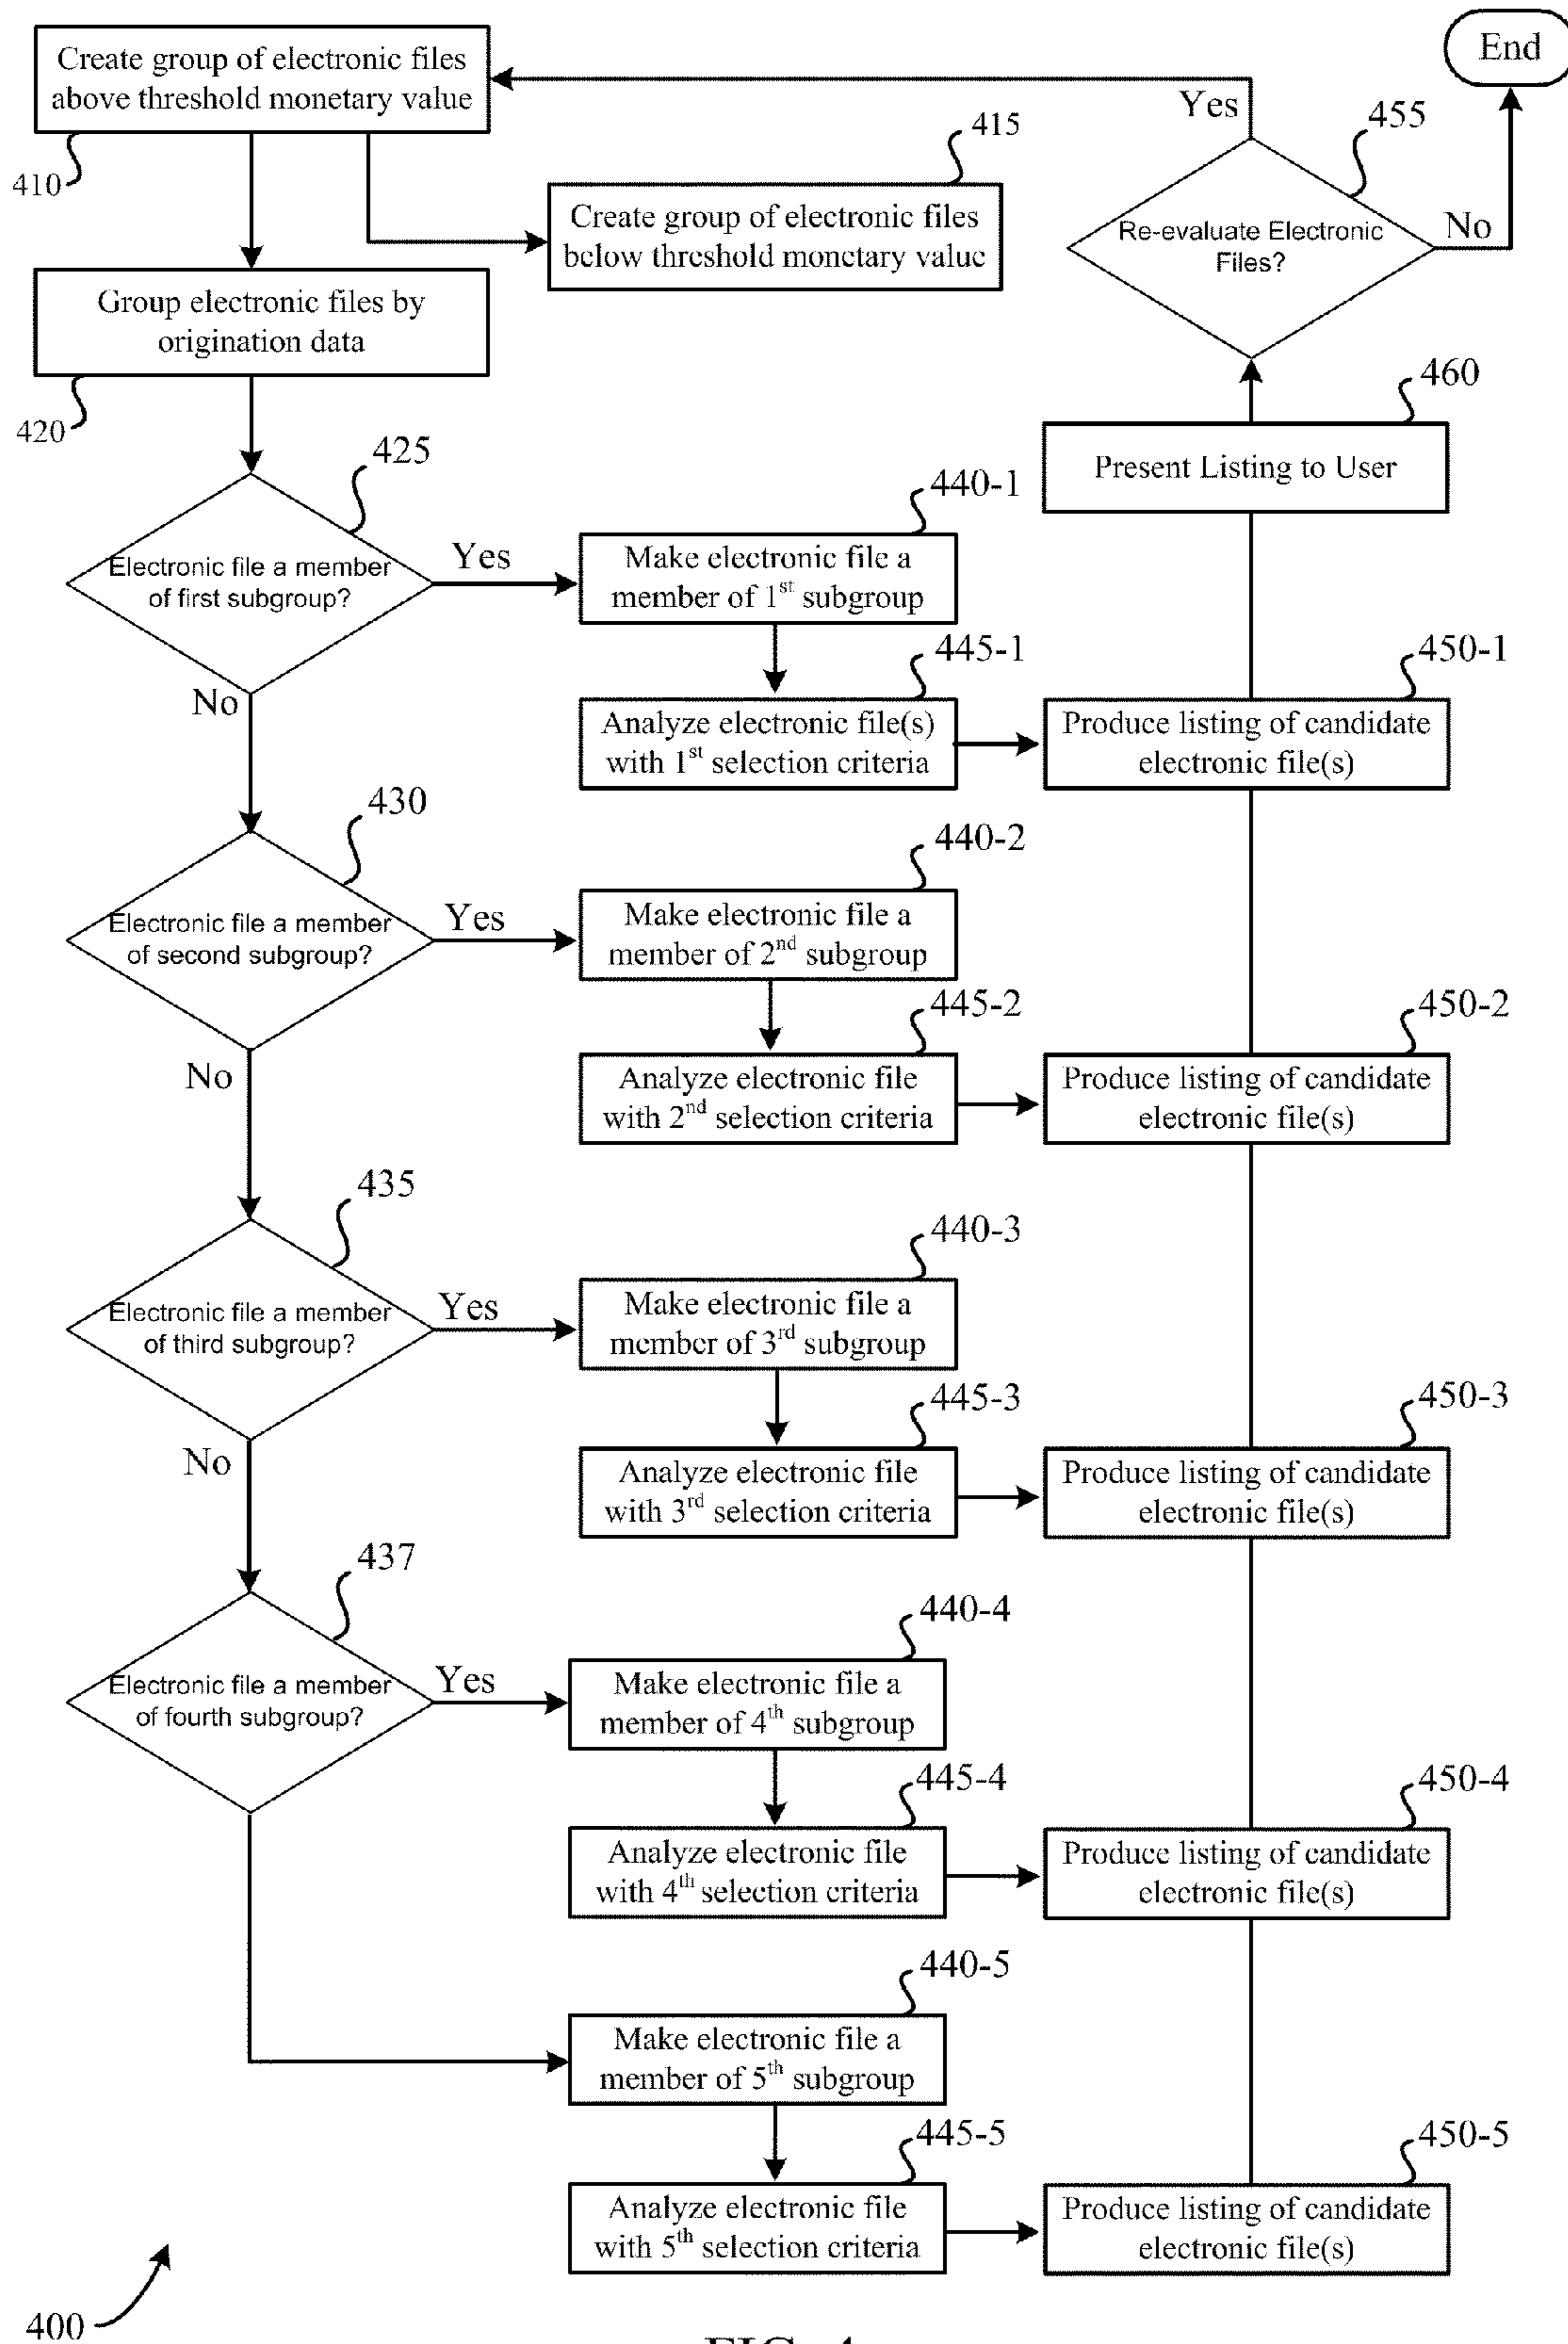 Create group of electronic files
above threshold monetary value
410
End
Yes
455
415
Create group of electronic files
below threshold monetary value
Re-evaluate Electronic
Files?
No
Group electronic files by
origination data
420
460
Present Listing to User
425
Electronic file a member
of first subgroup?
Yes
No
440-1
Make electronic file a
member of 1st subgroup
445-1
Analyze electronic file(s)
with 1st selection criteria
450-1
Produce listing of candidate
electronic file(s)
430
Electronic file a member
of second subgroup?
Yes
No
440-2
Make electronic file a
member of 2nd subgroup
445-2
Analyze electronic file
with 2nd selection criteria
450-2
Produce listing of candidate
electronic file(s)
435
Electronic file a member
of third subgroup?
Yes
No
440-3
Make electronic file a
member of 3rd subgroup
445-3
Analyze electronic file
with 3rd selection criteria
450-3
Produce listing of candidate
electronic file(s)
437
Electronic file a member
of fourth subgroup?
Yes
440-4
Make electronic file a
member of 4th subgroup
445-4
Analyze electronic file
with 4th selection criteria
450-4
Produce listing of candidate
electronic file(s)
440-5
Make electronic file a
member of 5th subgroup
445-5
Analyze electronic file
with 5th selection criteria
450-5
Produce listing of candidate
electronic file(s)
400